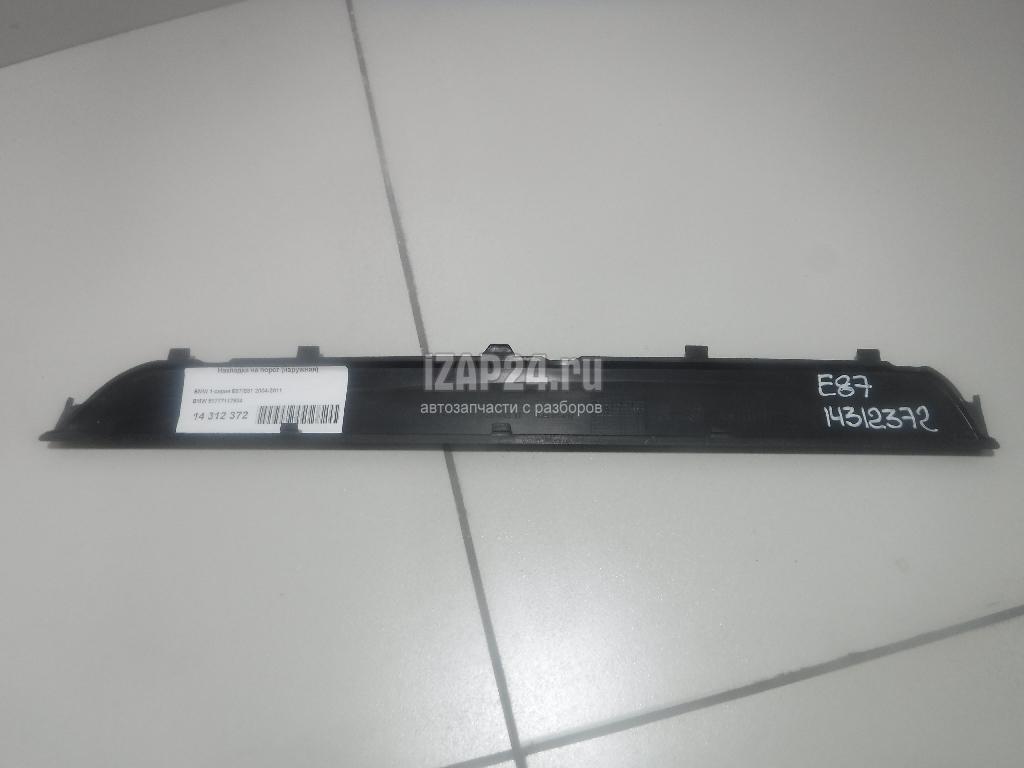 Накладка на порог (наружная)
BMW 1-серия E87/E81 2004-2011
BMW
14 312 372
IZAP24.ru
автозапчасти с разборов
E87
14312372